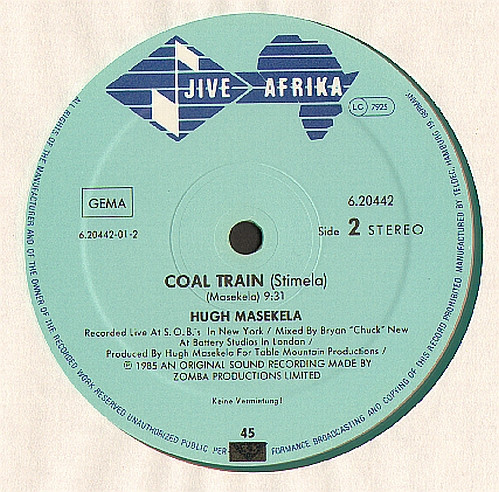 JIVE AFRIKA
LC 7925
GEMA
6.20442-01-2
6.20442
Side 2 STEREO
COAL TRAIN (Stimela)
(Masekela) 9:31
HUGH MASEKELA
Recorded Live At S.O.B.'s In New York / Mixed By Bryan "Chuck" New
At Battery Studios In London /
Produced By Hugh Masekela For Table Mountain Productions /
℗ 1985 AN ORIGINAL SOUND RECORDING MADE BY
ZOMBA PRODUCTIONS LIMITED
Keine Vermietung!
45
ALL RIGHTS OF THE MANUFACTURER AND OF THE OWNER OF THE RECORDED WORK RESERVED UNAUTHORIZED PUBLIC PER FORMANCE BROADCASTING AND COPYING OF THIS RECORD PROHIBITED. MANUFACTURED BY TELDEC, HAMBURG 19, GERMANY